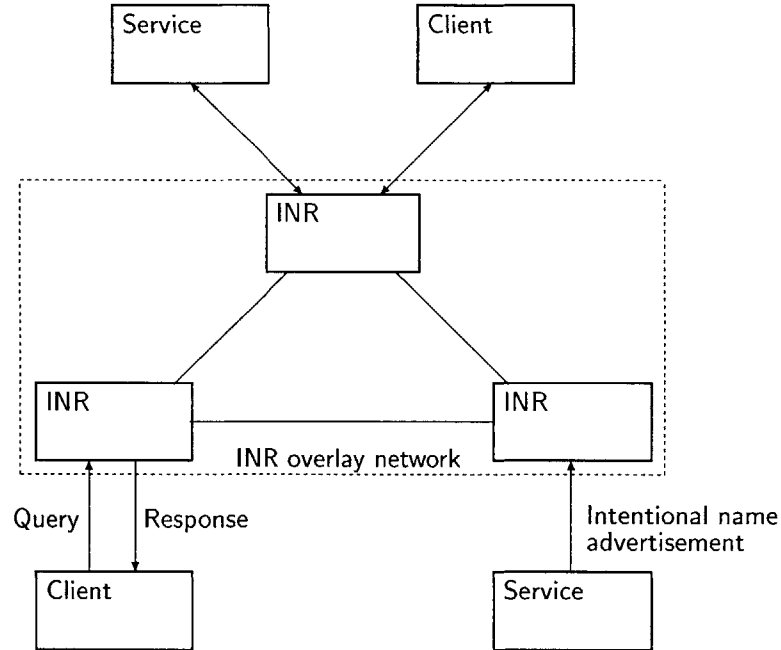 Service
Client
INR
INR
INR
INR overlay network
Query
Response
Intentional name
advertisement
Client
Service